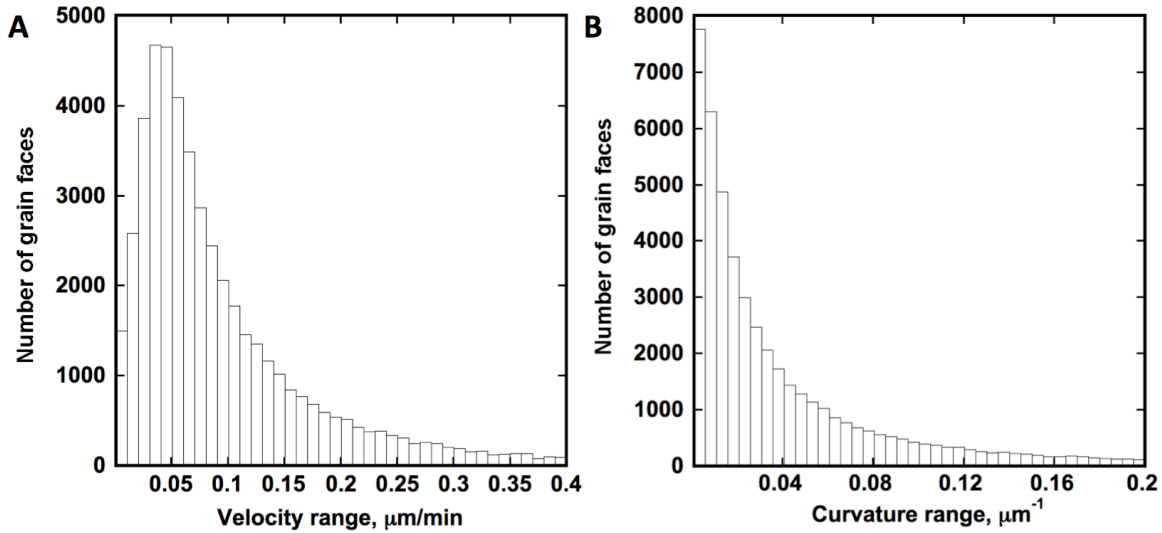 A
5000
4000
3000
2000
1000
0
Number of grain faces
0.05 0.1 0.15 0.2 0.25 0.3 0.35 0.4
Velocity range, μm/min
B
8000
7000
6000
5000
4000
3000
2000
1000
0
Number of grain faces
0.04 0.08 0.12 0.16 0.2
Curvature range, μm⁻¹